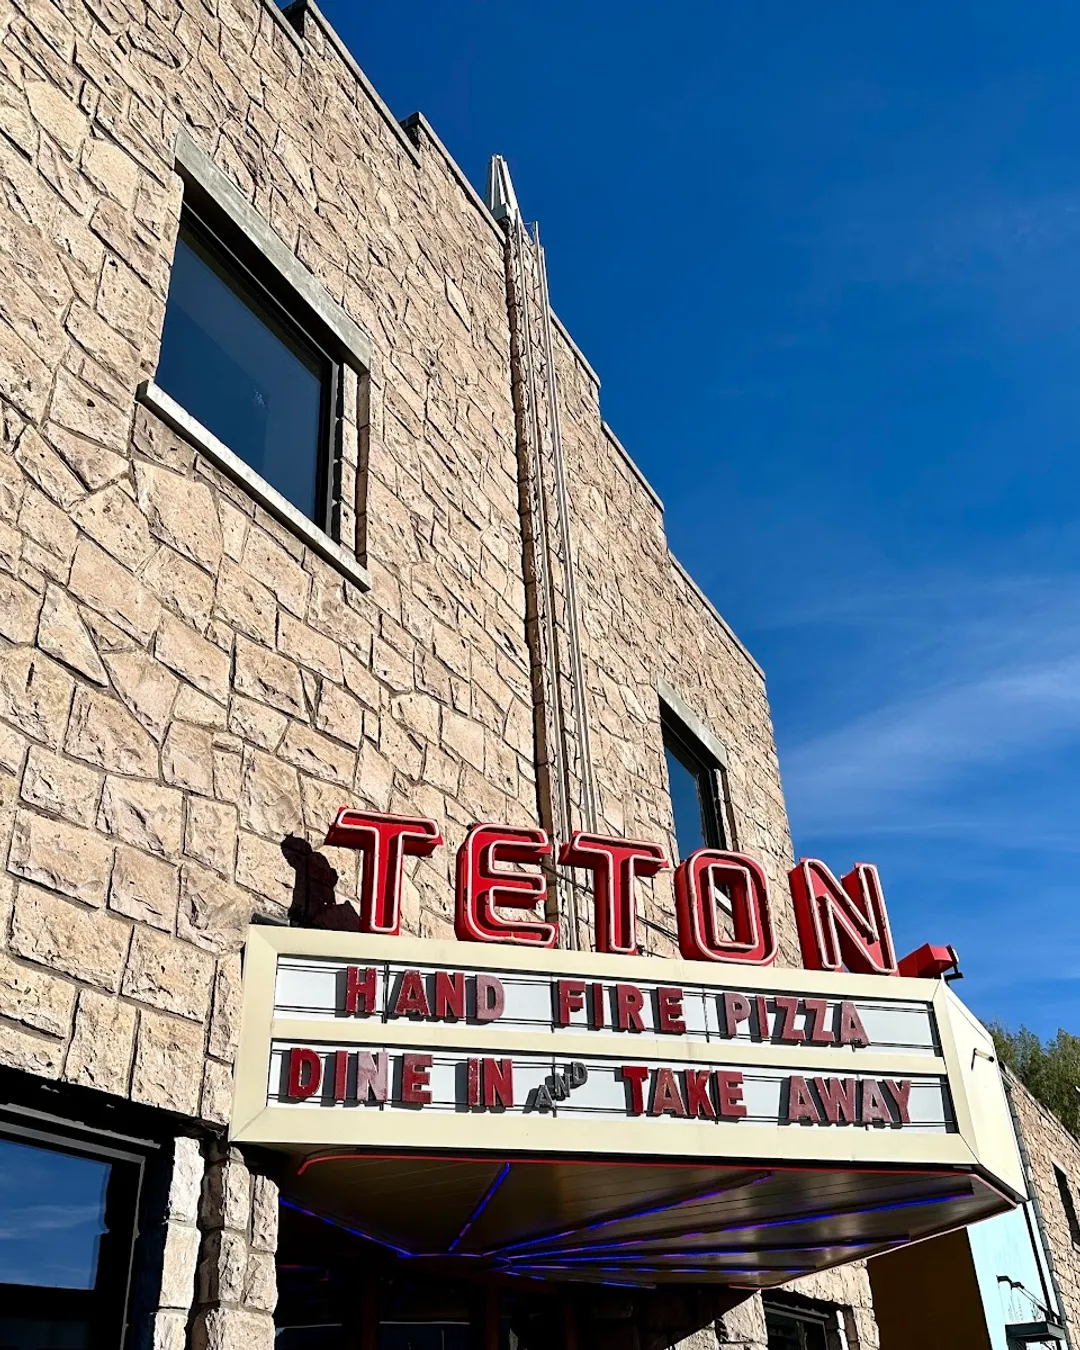 TETON
HAND FIRE PIZZA
DINE IN AND TAKE AWAY